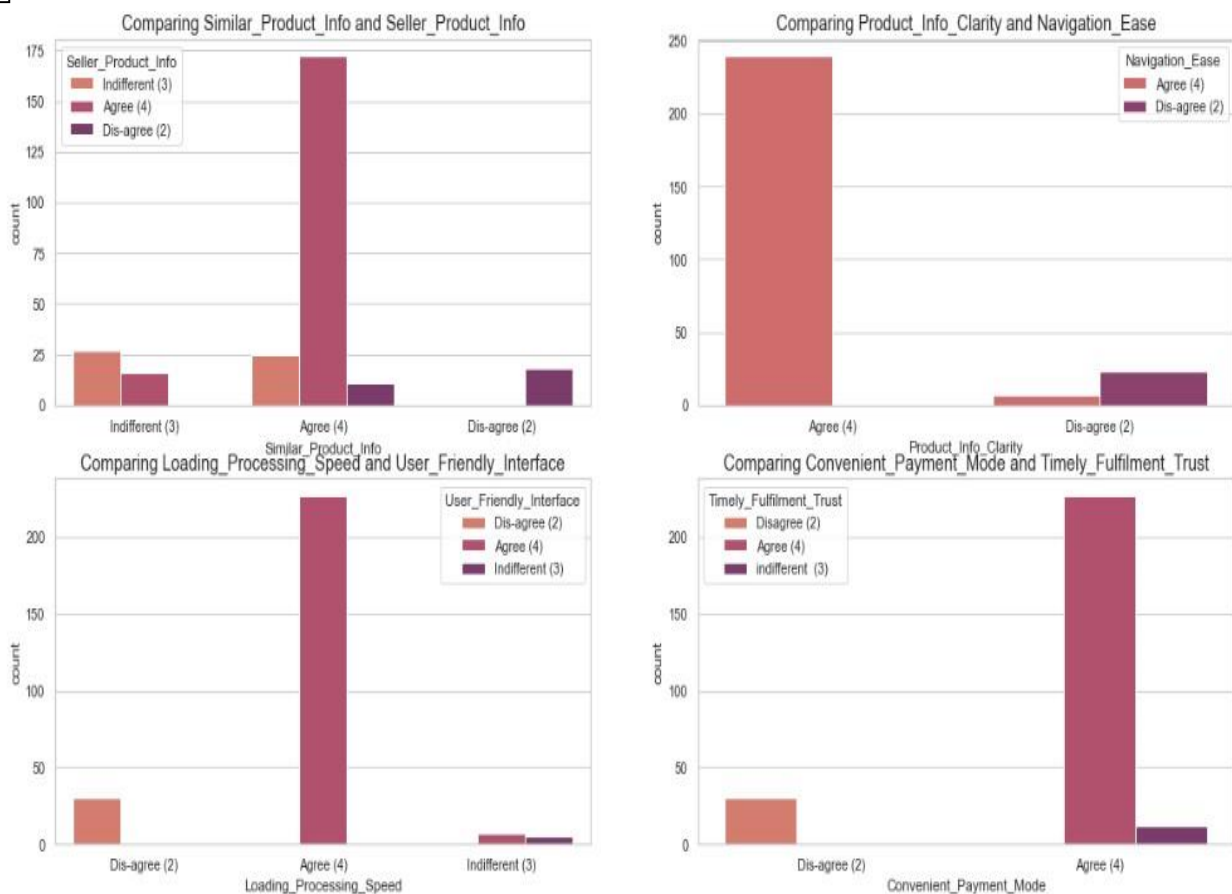 Comparing Similar_Product_Info and Seller_Product_Info
175
150
125
100
75
50
25
0
count
Seller_Product_Info
Indifferent (3)
Agree (4)
Dis-agree (2)
Indifferent (3)
Agree (4)
Dis-agree (2)
Similar_Product_Info
Comparing Product_Info_Clarity and Navigation_Ease
250
200
150
100
50
0
count
Navigation_Ease
Agree (4)
Dis-agree (2)
Agree (4)
Dis-agree (2)
Product_Info_Clarity
Comparing Loading_Processing_Speed and User_Friendly_Interface
200
150
100
50
0
count
User_Friendly_Interface
Dis-agree (2)
Agree (4)
Indifferent (3)
Dis-agree (2)
Agree (4)
Indifferent (3)
Loading_Processing_Speed
Comparing Convenient_Payment_Mode and Timely_Fulfilment_Trust
200
150
100
50
0
count
Timely_Fulfilment_Trust
Disagree (2)
Agree (4)
indifferent (3)
Dis-agree (2)
Agree (4)
Convenient_Payment_Mode